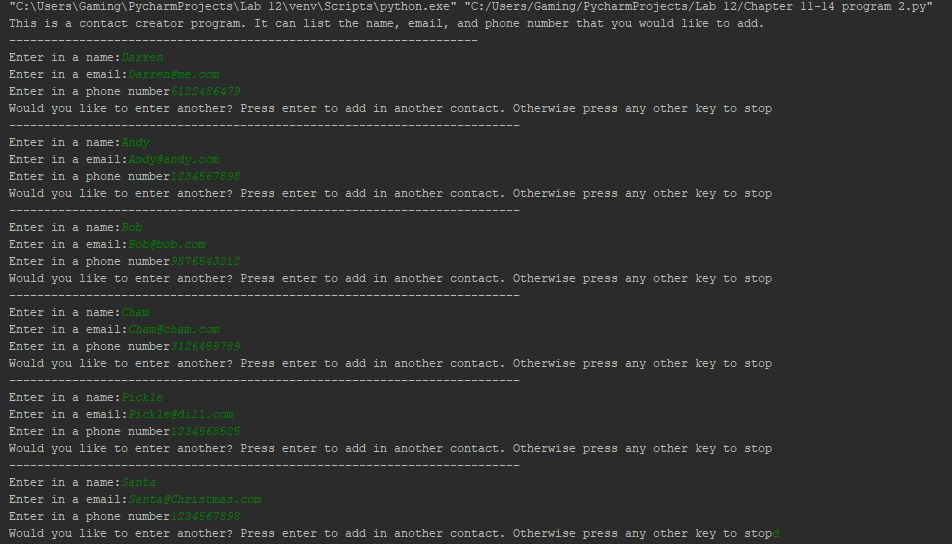 "C:\Users\Gaming\PycharmProjects\Lab 12\venv\Scripts\python.exe" "C:/Users/Gaming/PycharmProjects/Lab 12/Chapter 11-14 program 2.py"
This is a contact creator program. It can list the name, email, and phone number that you would like to add.
-------------------------------------------------------------------
Enter in a name:Darren
Enter in a email:Darren@me.com
Enter in a phone number6122486479
Would you like to enter another? Press enter to add in another contact. Otherwise press any other key to stop
-------------------------------------------------------------------------
Enter in a name:Andy
Enter in a email:Andy@andy.com
Enter in a phone number1234567898
Would you like to enter another? Press enter to add in another contact. Otherwise press any other key to stop
-------------------------------------------------------------------------
Enter in a name:Bob
Enter in a email:Bob@bob.com
Enter in a phone number9876543212
Would you like to enter another? Press enter to add in another contact. Otherwise press any other key to stop
-------------------------------------------------------------------------
Enter in a name:Cham
Enter in a email:Cham@cham.com
Enter in a phone number3126459789
Would you like to enter another? Press enter to add in another contact. Otherwise press any other key to stop
-------------------------------------------------------------------------
Enter in a name:Pickle
Enter in a email:Pickle@dill.com
Enter in a phone number1234568525
Would you like to enter another? Press enter to add in another contact. Otherwise press any other key to stop
-------------------------------------------------------------------------
Enter in a name:Santa
Enter in a email:Santa@Christmas.com
Enter in a phone number1234567898
Would you like to enter another? Press enter to add in another contact. Otherwise press any other key to stopd